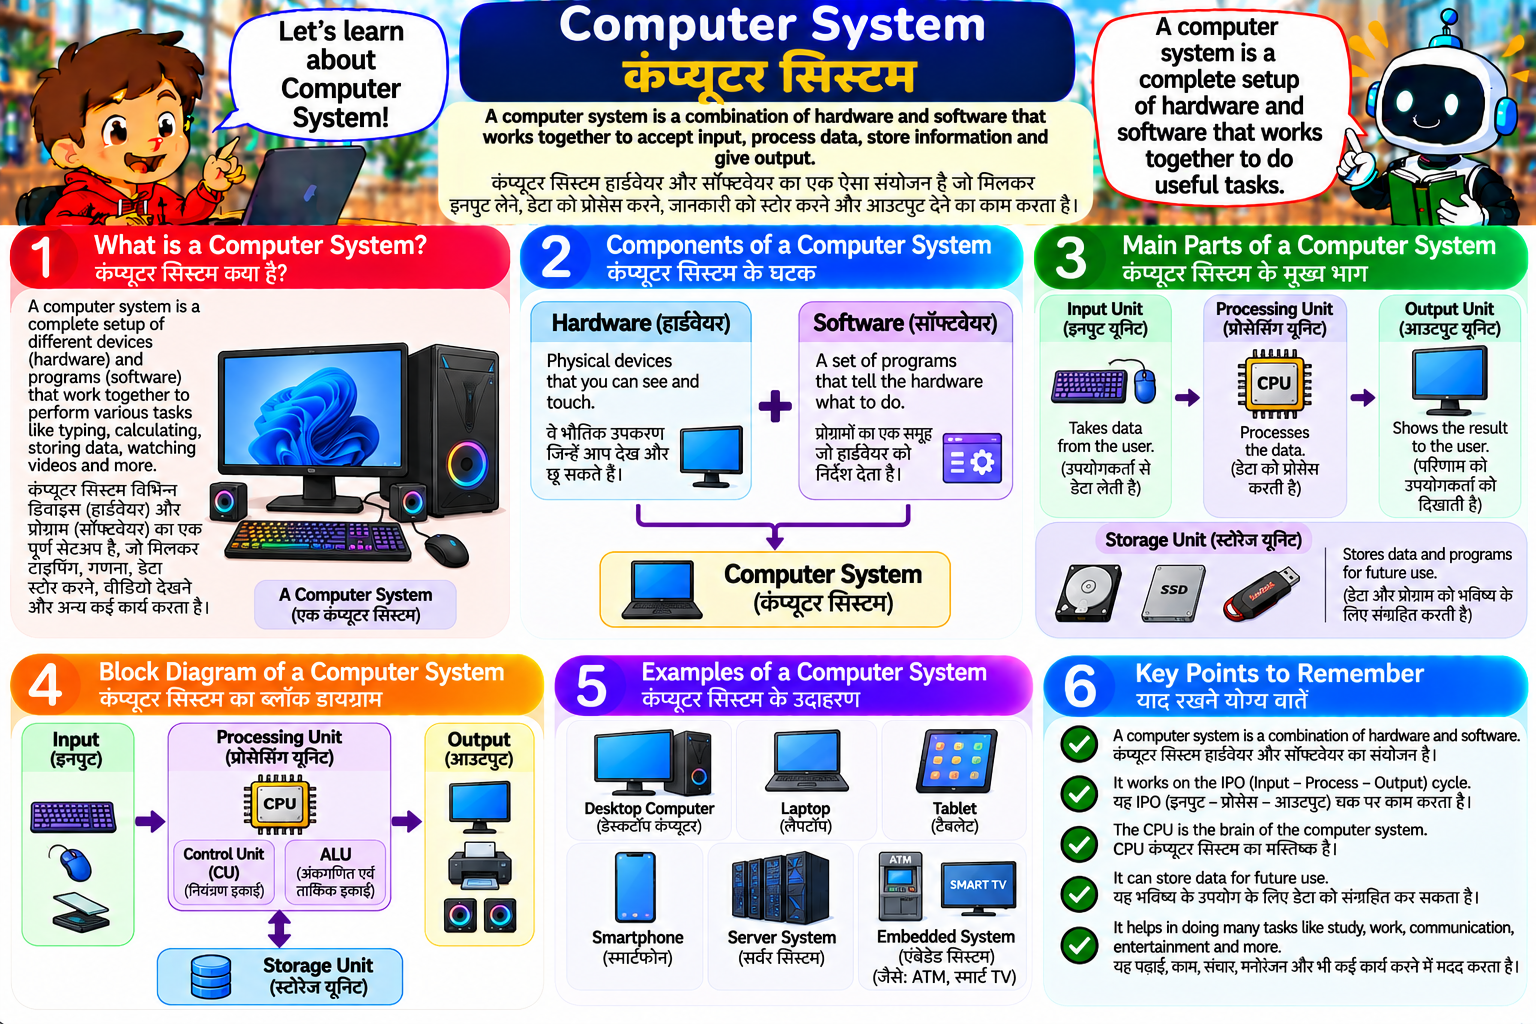 Let's learn
about
Computer
System!
Computer System
कंप्यूटर सिस्टम
A computer system is a combination of hardware and software that
works together to accept input, process data, store information and
give output.
कंप्यूटर सिस्टम हार्डवेयर और सॉफ्टवेयर का एक ऐसा संयोजन है जो मिलकर
इनपुट लेने, डेटा को प्रोसेस करने, जानकारी को स्टोर करने और आउटपुट देने का काम करता है।
A computer
system is a
complete setup
of hardware and
software that works
together to do
useful tasks.
1 What is a Computer System?
कंप्यूटर सिस्टम क्या है?
A computer system is a
complete setup of
different devices
(hardware) and
programs (software)
that work together to
perform various tasks
like typing, calculating,
storing data, watching
videos and more.
कंप्यूटर सिस्टम विभिन्न
डिवाइस (हार्डवेयर) और
प्रोग्राम (सॉफ्टवेयर) का एक
पूर्ण सेटअप है, जो मिलकर
टाइपिंग, गणना, डेटा
स्टोर करने, वीडियो देखने
और अन्य कई कार्य करता है।
A Computer System
(एक कंप्यूटर सिस्टम)
2 Components of a Computer System
कंप्यूटर सिस्टम के घटक
Hardware (हार्डवेयर)
Physical devices
that you can see and
touch.
वे भौतिक उपकरण
जिन्हें आप देख और
छू सकते हैं।
Software (सॉफ्टवेयर)
A set of programs
that tell the hardware
what to do.
प्रोग्रामों का एक समूह
जो हार्डवेयर को
निर्देश देता है।
Computer System
(कंप्यूटर सिस्टम)
3 Main Parts of a Computer System
कंप्यूटर सिस्टम के मुख्य भाग
Input Unit
(इनपुट यूनिट)
Takes data
from the user.
(उपयोगकर्ता से
डेटा लेती है)
Processing Unit
(प्रोसेसिंग यूनिट)
CPU
Processes
the data.
(डेटा को प्रोसेस
करती है)
Output Unit
(आउटपुट यूनिट)
Shows the result
to the user.
(परिणाम को
उपयोगकर्ता को
दिखाती है)
Storage Unit (स्टोरेज यूनिट)
SSD
SanDisk
Stores data and programs
for future use.
(डेटा और प्रोग्राम को भविष्य के
लिए संग्रहित करती है)
4 Block Diagram of a Computer System
कंप्यूटर सिस्टम का ब्लॉक डायग्राम
Input
(इनपुट)
Processing Unit
(प्रोसेसिंग यूनिट)
CPU
Control Unit
(CU)
(नियंत्रण इकाई)
ALU
(अंकगणित एवं
तार्किक इकाई)
Output
(आउटपुट)
Storage Unit
(स्टोरेज यूनिट)
5 Examples of a Computer System
कंप्यूटर सिस्टम के उदाहरण
Desktop Computer
(डेस्कटॉप कंप्यूटर)
Laptop
(लैपटॉप)
Tablet
(टैबलेट)
Smartphone
(स्मार्टफोन)
Server System
(सर्वर सिस्टम)
ATM
SMART TV
Embedded System
(एंबेडेड सिस्टम)
(जैसे: ATM, स्मार्ट TV)
6 Key Points to Remember
याद रखने योग्य बातें
A computer system is a combination of hardware and software.
कंप्यूटर सिस्टम हार्डवेयर और सॉफ्टवेयर का संयोजन है।
It works on the IPO (Input – Process – Output) cycle.
यह IPO (इनपुट – प्रोसेस – आउटपुट) चक्र पर काम करता है।
The CPU is the brain of the computer system.
CPU कंप्यूटर सिस्टम का मस्तिष्क है।
It can store data for future use.
यह भविष्य के उपयोग के लिए डेटा को संग्रहित कर सकता है।
It helps in doing many tasks like study, work, communication,
entertainment and more.
यह पढ़ाई, काम, संचार, मनोरंजन और भी कई कार्य करने में मदद करता है।